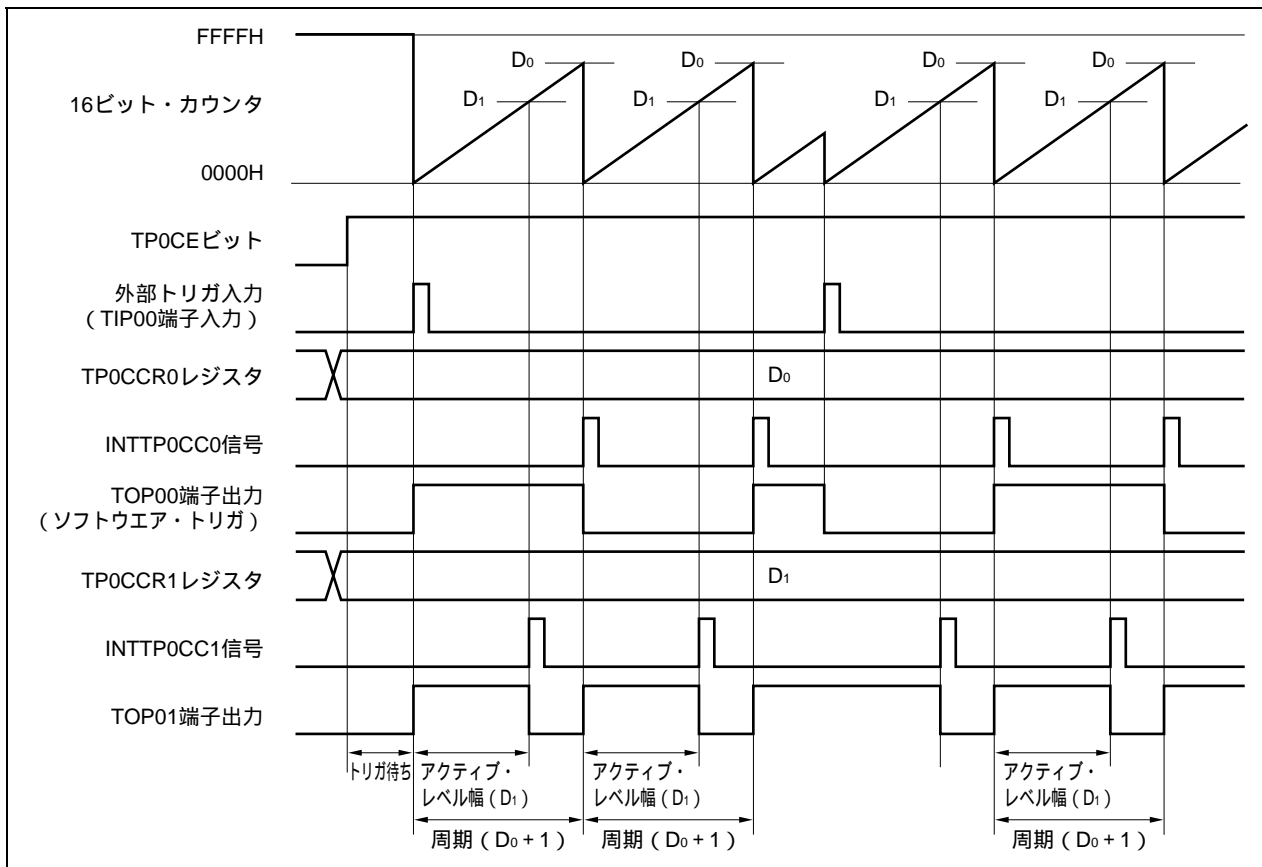 FFFFH
D0
D0
D0
D0
16ビット・カウンタ
D1
D1
D1
D1
0000H
TP0CEビット
外部トリガ入力
(TIP00端子入力)
TP0CCR0レジスタ
D0
INTTP0CC0信号
TOP00端子出力
(ソフトウエア・トリガ)
TP0CCR1レジスタ
D1
INTTP0CC1信号
TOP01端子出力
トリガ待ち
アクティブ・
レベル幅(D1)
アクティブ・
レベル幅(D1)
アクティブ・
レベル幅(D1)
周期(D0+1)
周期(D0+1)
周期(D0+1)